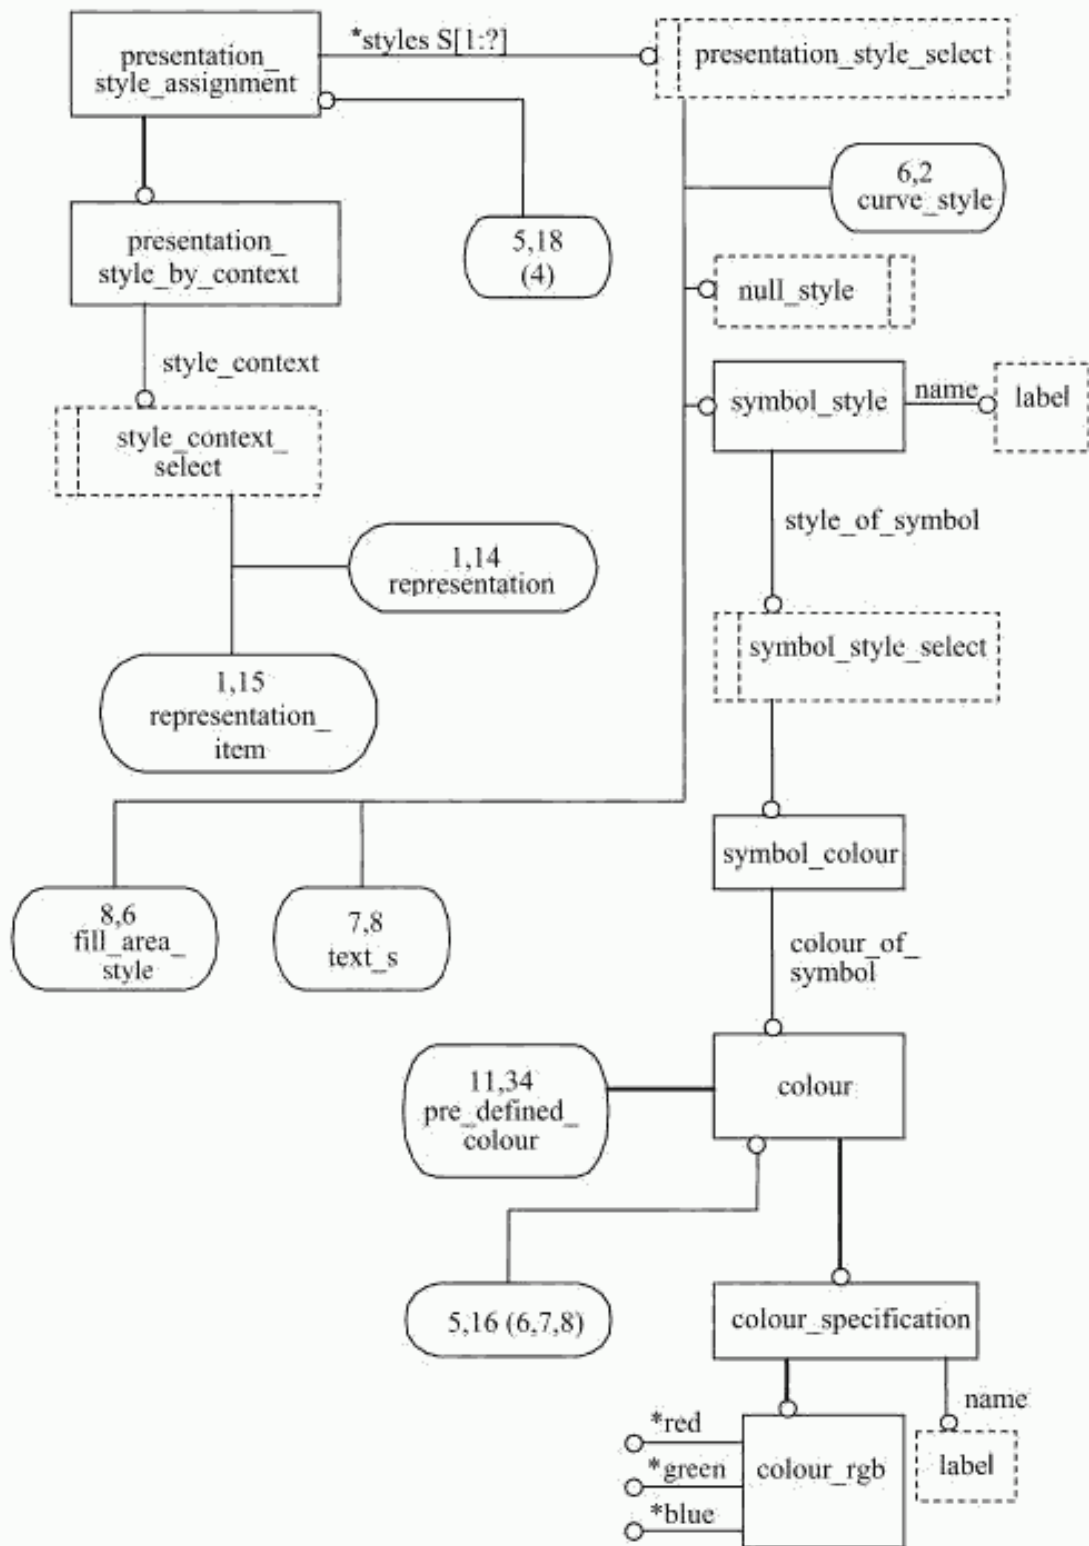 presentation_
style_assignment
*styles S[1:?]
presentation_style_select
6,2
curve_style
presentation_
style_by_context
5,18
(4)
null_style
style_context
symbol_style
name
label
style_context_
select
style_of_symbol
1,14
representation
symbol_style_select
1,15
representation_
item
symbol_colour
8,6
fill_area_
style
7,8
text_s
colour_of_
symbol
11,34
pre_defined_
colour
colour
5,16 (6,7,8)
colour_specification
name
*red
*green
*blue
colour_rgb
label